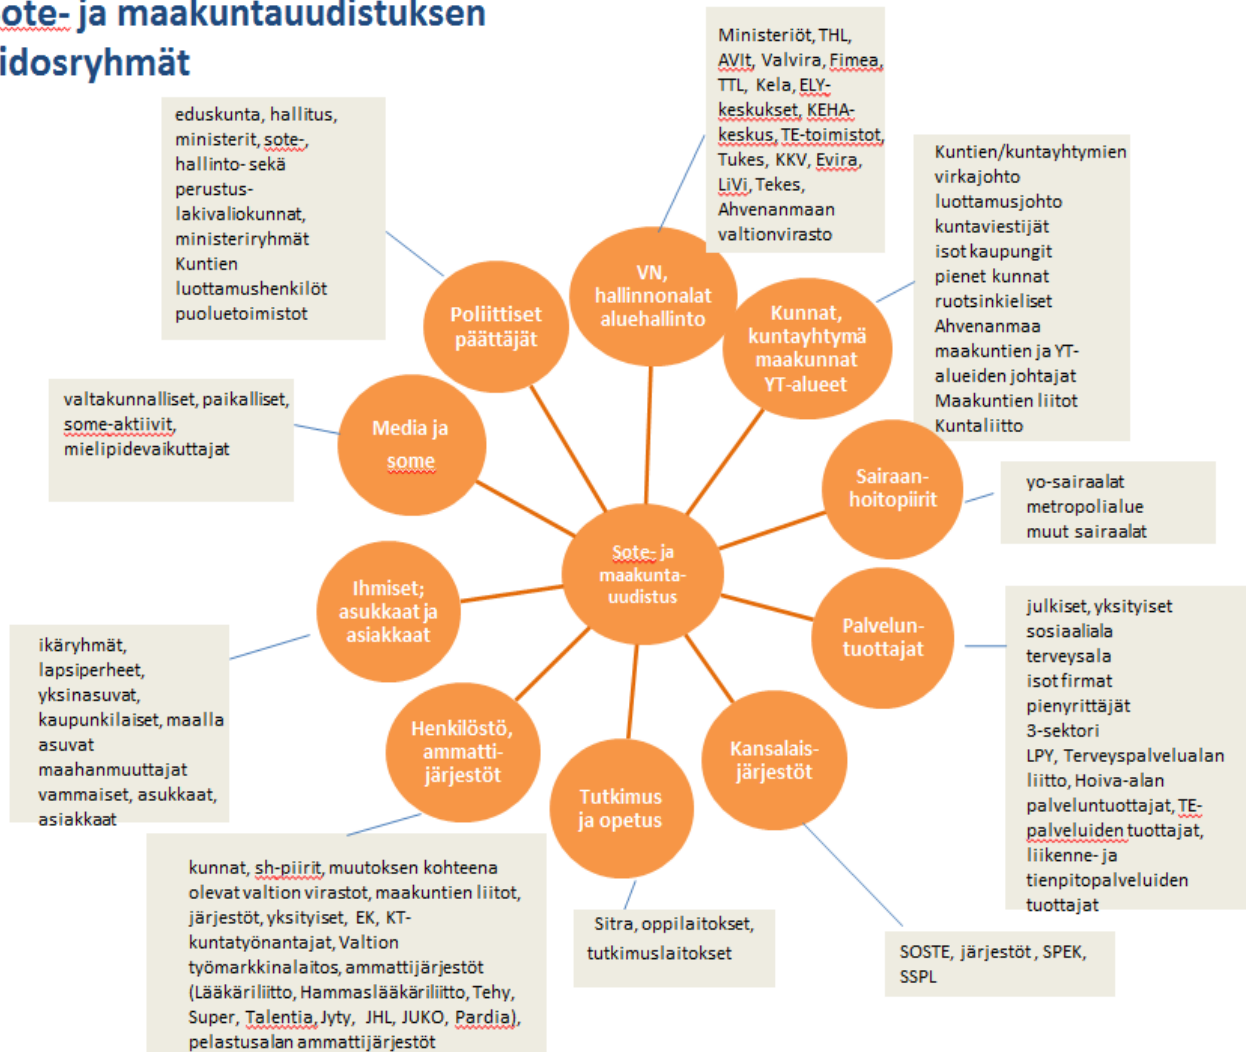 ote- ja maakuntauudistuksen
idosryhmät
Ministeriöt, THL,
AVIt, Valvira, Fimea,
TTL, Kela, ELY-
keskukset, KEHA-
keskus, TE-toimistot,
Tukes, KKV, Evira,
LiVi, Tekes,
Ahvenanmaan
valtionvirasto
eduskunta, hallitus,
ministerit, sote-,
hallinto- sekä
perustus-
lakivaliokunnat,
ministeriryhmät
Kuntien
luottamushenkilöt
puoluetoimistot
Kuntien/kuntayhtymien
virkajohto
luottamusjohto
kuntaviestijät
isot kaupungit
pienet kunnat
ruotsinkieliset
Ahvenanmaa
maakuntien ja YT-
alueiden johtajat
Maakuntien liitot
Kuntaliitto
VN,
hallinnonalat
aluehallinto
Poliittiset
päättäjät
Kunnat,
kuntayhtymä
maakunnat
YT-alueet
valtakunnalliset, paikalliset,
some-aktiivit,
mielipidevaikuttajat
Media ja
some
Sairaan-
hoitopiirit
yo-sairaalat
metropolialue
muut sairaalat
Sote- ja
maakunta-
uudistus
Ihmiset;
asukkaat ja
asiakkaat
Palvelun-
tuottajat
julkiset, yksityiset
sosiaaliala
terveysala
isot firmat
pienyrittäjät
3-sektori
LPY, Terveyspalvelualan
liitto, Hoiva-alan
palveluntuottajat, TE-
palveluiden tuottajat,
liikenne- ja
tienpitopalveluiden
tuottajat
ikäryhmät,
lapsiperheet,
yksinasuvat,
kaupunkilaiset, maalla
asuvat
maahanmuuttajat
vammaiset, asukkaat,
asiakkaat
Henkilöstö,
ammatti-
järjestöt
Kansalais-
järjestöt
Tutkimus
ja opetus
kunnat, sh-piirit, muutoksen kohteena
olevat valtion virastot, maakuntien liitot,
järjestöt, yksityiset, EK, KT-
kuntatyönantajat, Valtion
työmarkkinalaitos, ammattijärjestöt
(Lääkäriliitto, Hammaslääkäriliitto, Tehy,
Super, Talentia, Jyty, JHL, JUKO, Pardia),
pelastusalan ammattijärjestöt
Sitra, oppilaitokset,
tutkimuslaitokset
SOSTE, järjestöt , SPEK,
SSPL